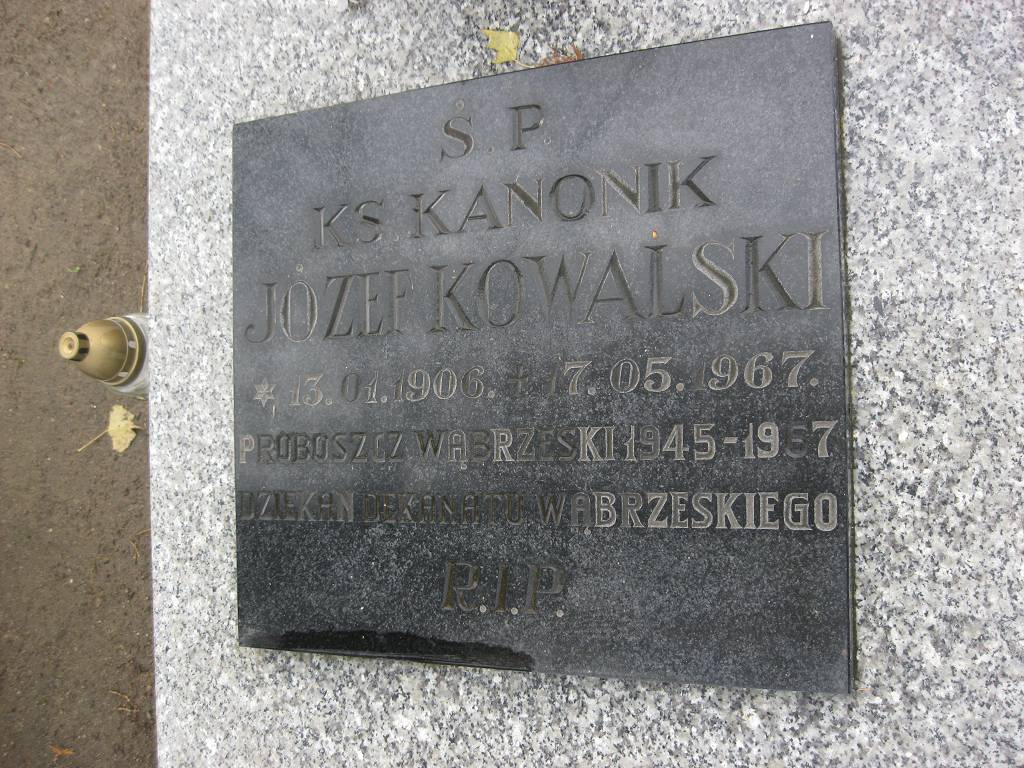 Ś. P.
KS KANONIK
JÓZEF KOWALSKI
* 13.01.1906. + 17.05.1967.
PROBOSZCZ WĄBRZESKI 1945-1967
DZIEKAN DEKANATU WĄBRZESKIEGO
R.I.P.